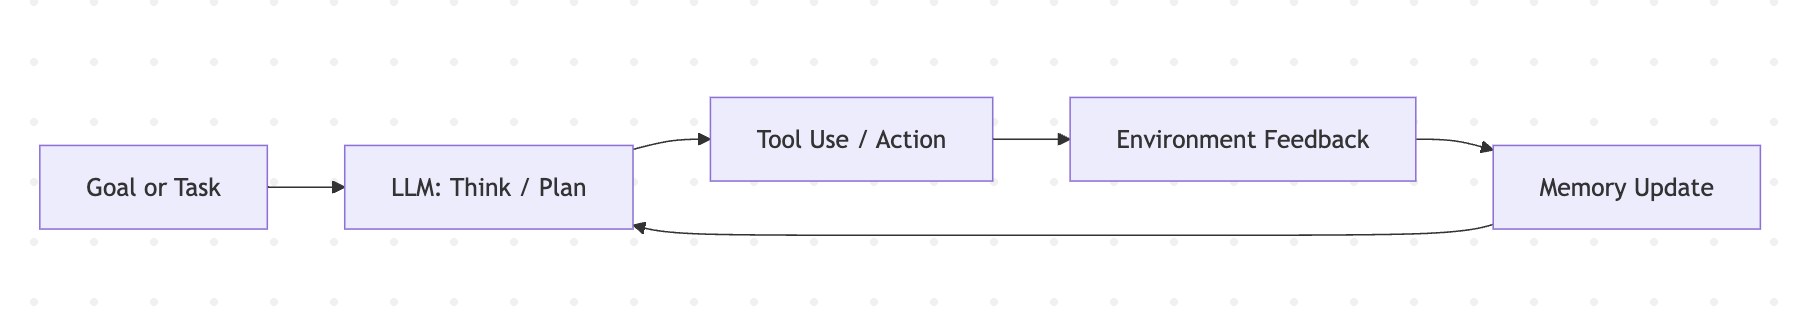 Goal or Task
LLM: Think / Plan
Tool Use / Action
Environment Feedback
Memory Update